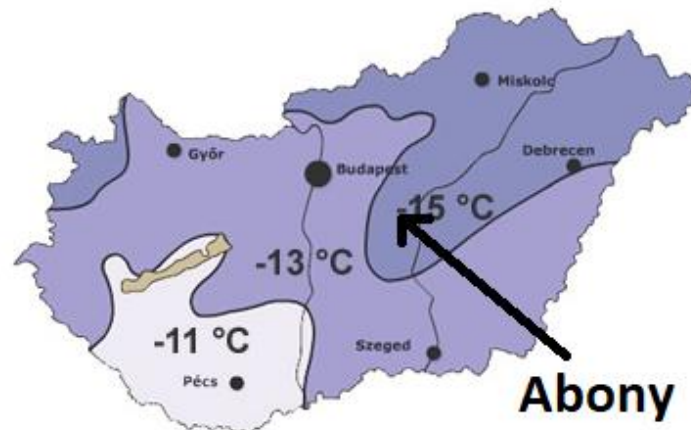 Miskolc
Győr
Debrecen
Budapest
-15 °C
-13 °C
-11 °C
Szeged
Pécs
Abony